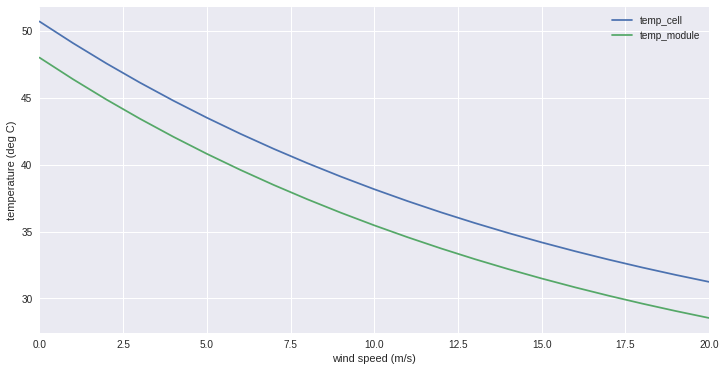 temp_cell
temp_module
temperature (deg C)
50
45
40
35
30
0.0 2.5 5.0 7.5 10.0 12.5 15.0 17.5 20.0
wind speed (m/s)